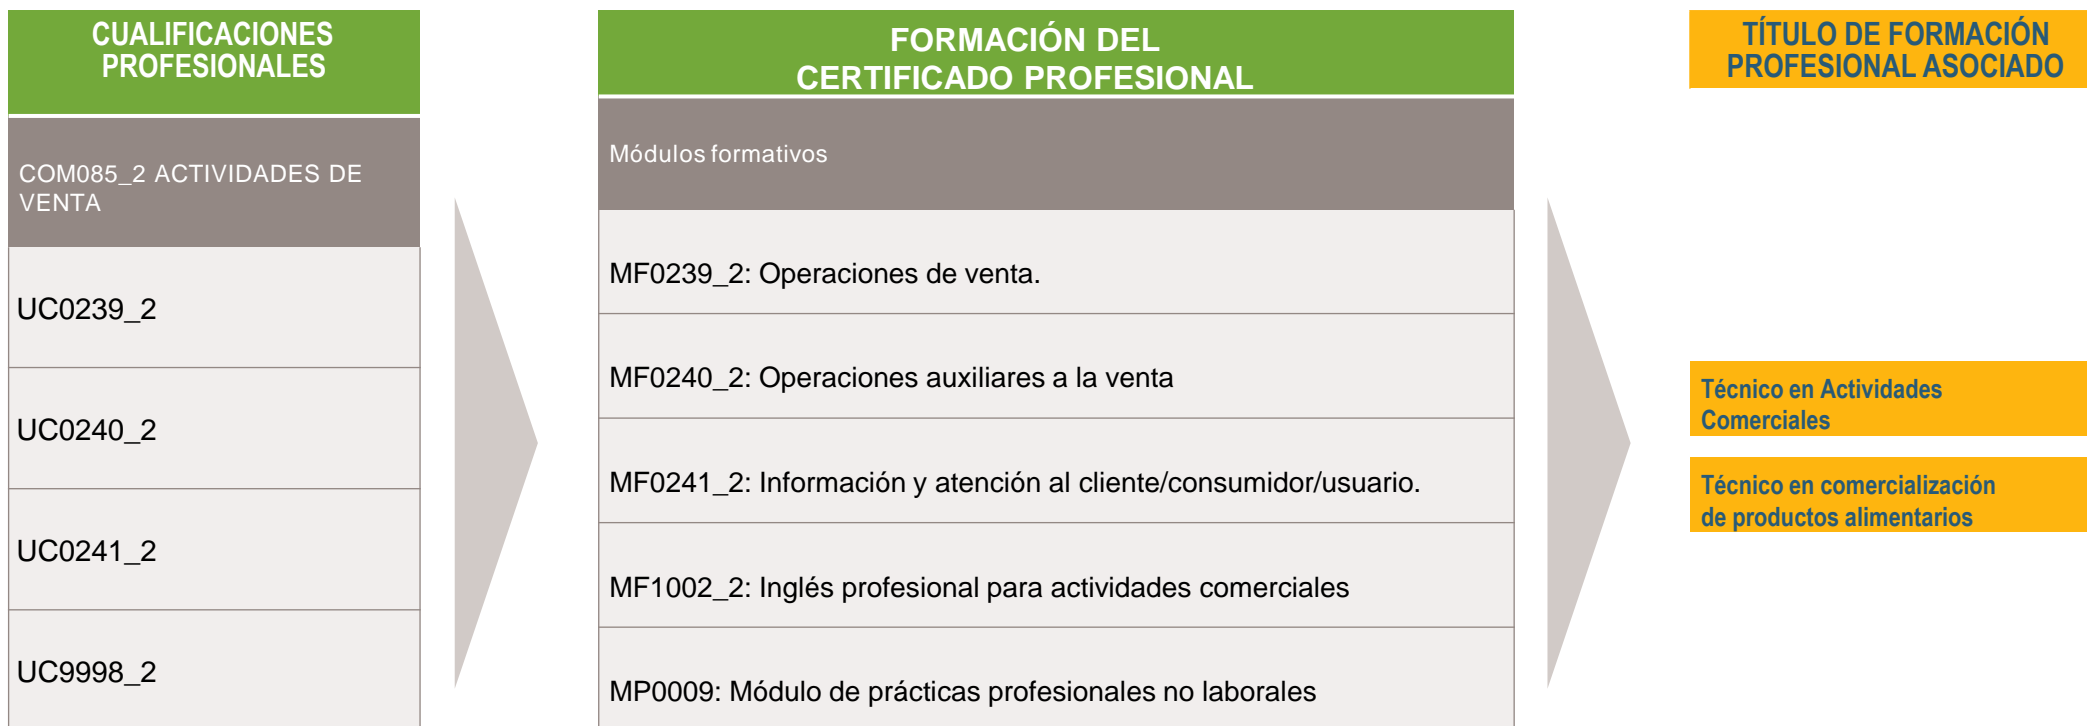 CUALIFICACIONES
PROFESIONALES
COM085_2 ACTIVIDADES DE
VENTA
UC0239_2
UC0240_2
UC0241_2
UC9998_2
FORMACIÓN DEL
CERTIFICADO PROFESIONAL
Módulos formativos
MF0239_2: Operaciones de venta.
MF0240_2: Operaciones auxiliares a la venta
MF0241_2: Información y atención al cliente/consumidor/usuario.
MF1002_2: Inglés profesional para actividades comerciales
MP0009: Módulo de prácticas profesionales no laborales
TÍTULO DE FORMACIÓN
PROFESIONAL ASOCIADO
Técnico en Actividades
Comerciales
Técnico en comercialización
de productos alimentarios